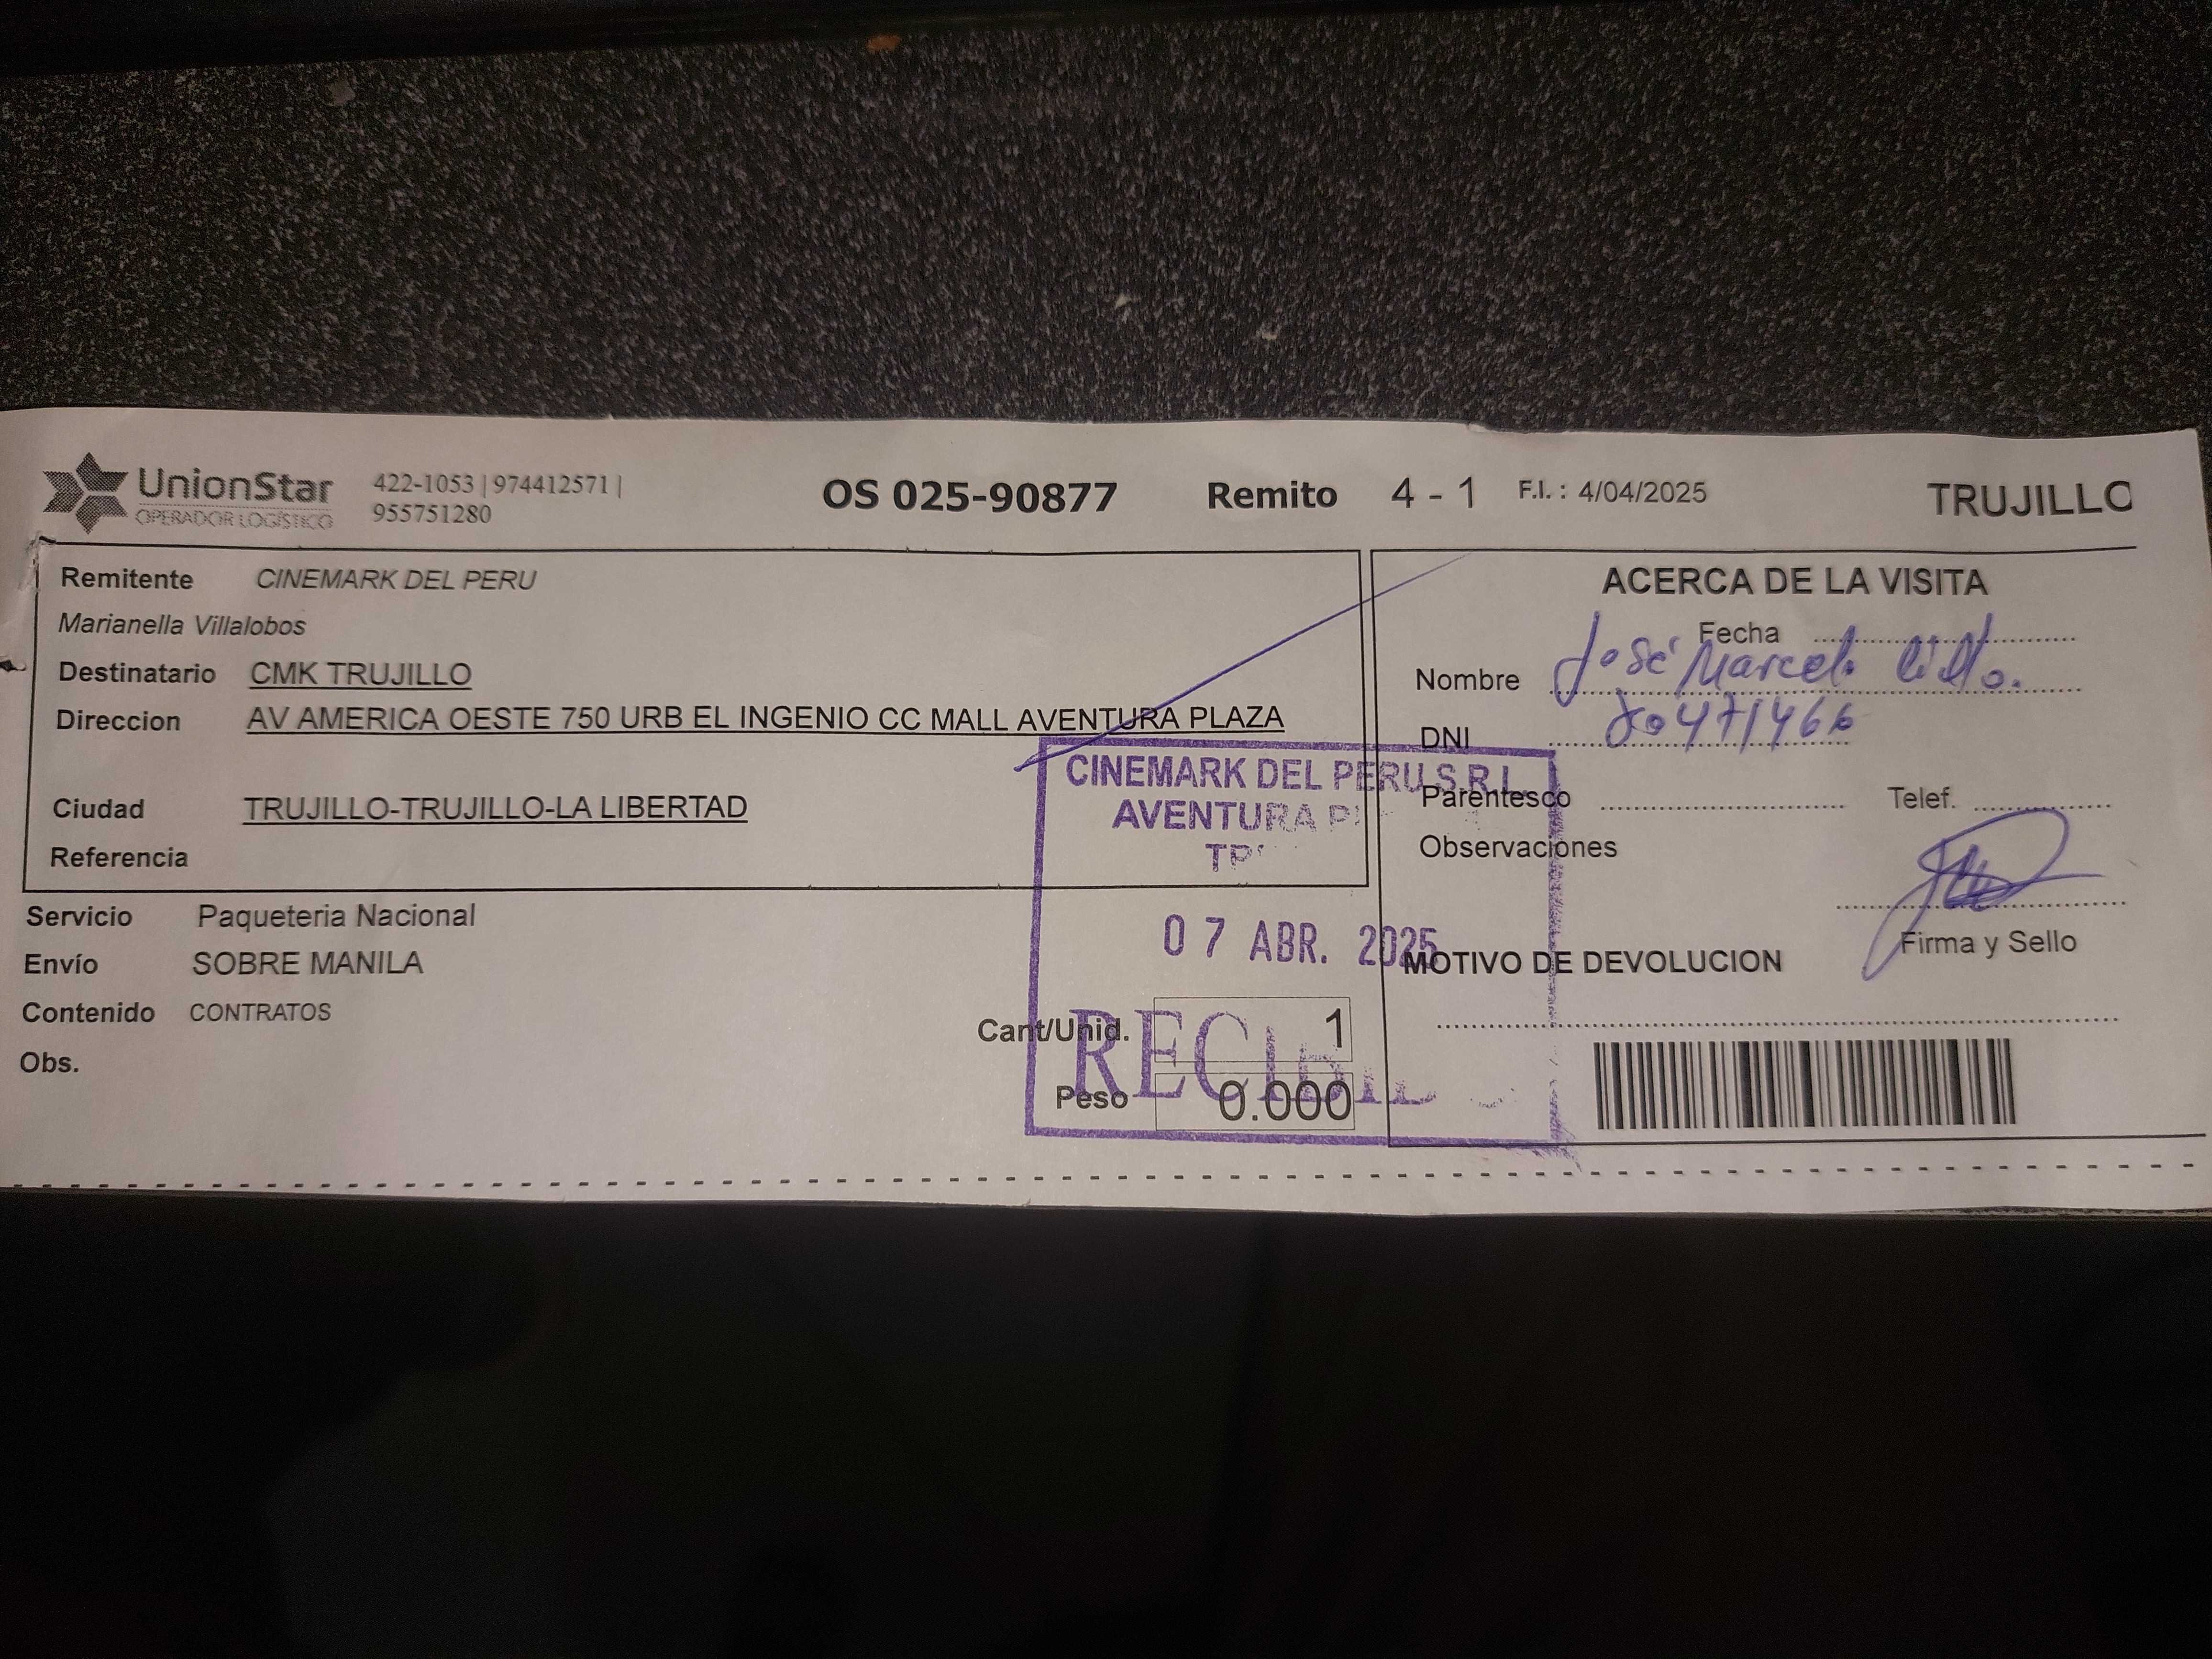 UnionStar
OPERADOR LOGÍSTICO
422-1053 | 974412571 |
955751280
OS 025-90877 Remito 4 - 1 F.I. : 4/04/2025 TRUJILLO
Remitente CINEMARK DEL PERU
Marianella Villalobos
Destinatario CMK TRUJILLO
Direccion AV AMERICA OESTE 750 URB EL INGENIO CC MALL AVENTURA PLAZA
Ciudad TRUJILLO-TRUJILLO-LA LIBERTAD
Referencia
Servicio Paqueteria Nacional
Envío SOBRE MANILA
Contenido CONTRATOS
Obs.
Cant/Unid. 1
Peso 0.000
CINEMARK DEL PERU S.R.L.
AVENTURA
07 ABR. 2025
ACERCA DE LA VISITA
Fecha
Nombre José Marcelo
DNI
Parentesco Telef.
Observaciones
Firma y Sello
MOTIVO DE DEVOLUCION